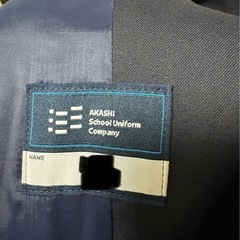 AKASHI
School Uniform
Company
NAME